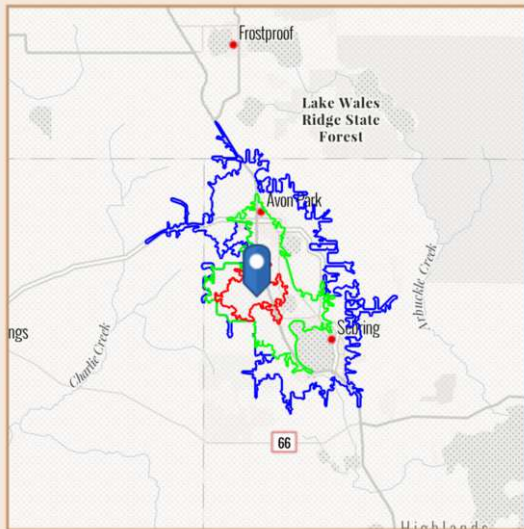 Frostproof
Lake Wales
Ridge State
Forest
Avon Park
Arbuckle Creek
ngs
Charlie Creek
Sebring
66
Highlands